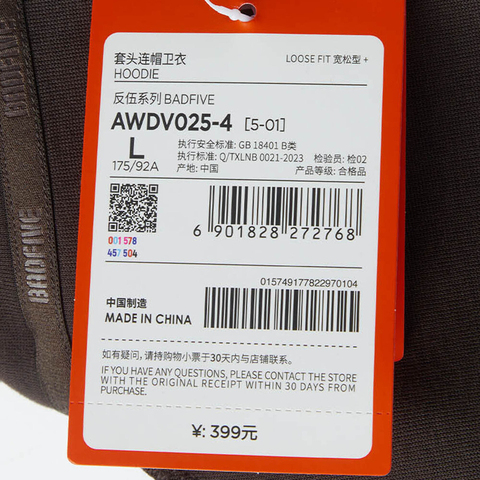 套头连帽卫衣
HOODIE
LOOSE FIT 宽松型 +
反伍系列 BADFIVE
AWDV025-4 [5-01]
L
175/92A
执行安全标准: GB 18401 B类
执行标准: Q/TXLNB 0021-2023 检验员: 检02
产地: 中国 产品等级: 合格品
001 578
457 504
6 901828 272768
015749177822970104
中国制造
MADE IN CHINA
如有疑问，请持购物小票于30天内与店铺联系。
IF YOU HAVE ANY QUESTIONS, PLEASE CONTACT THE STORE
WITH THE ORIGINAL RECEIPT WITHIN 30 DAYS FROM
PURCHASE.
¥: 399元
BADFIVE
BADFIVE